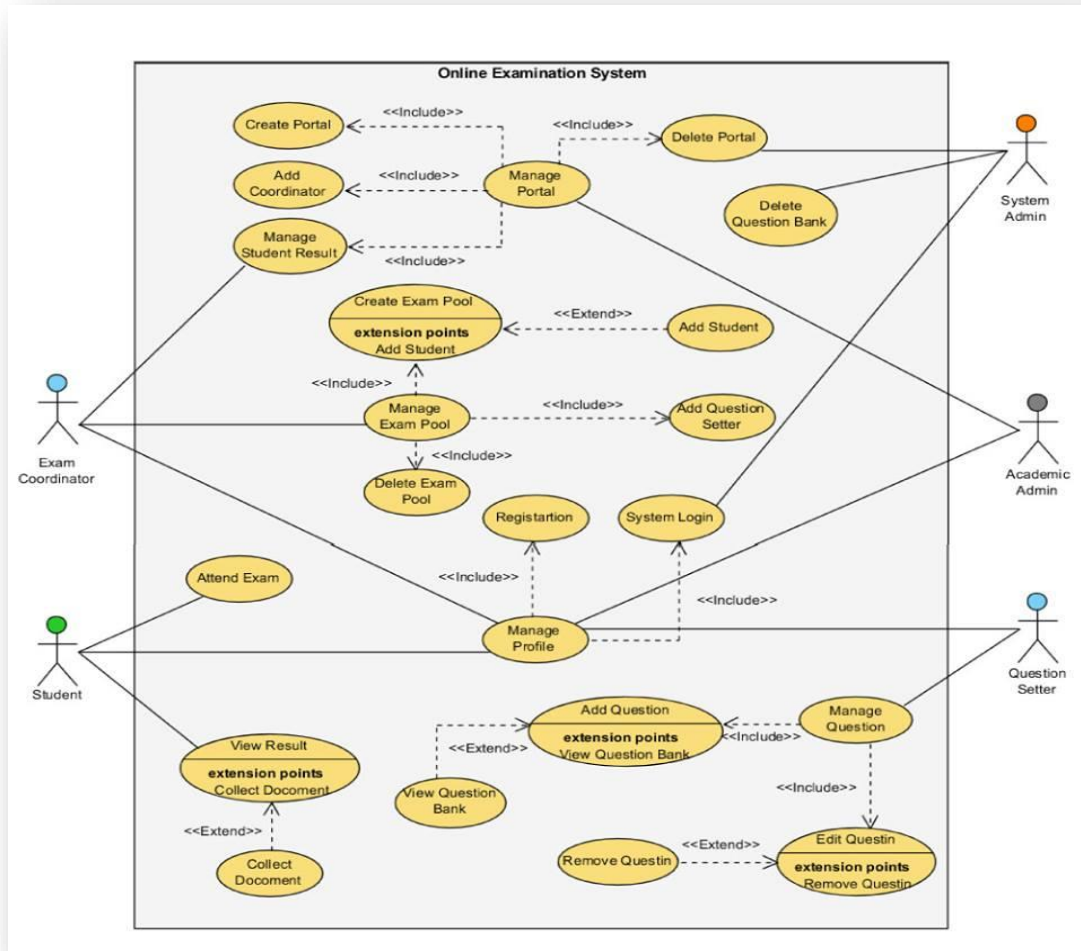 Online Examination System
<<Include>>
Create Portal
<<Include>>
Delete Portal
Add
Coordinator
<<Include>>
Manage
Portal
Delete
Question Bank
System
Admin
Manage
Student Result
<<Include>>
Create Exam Pool
extension points
Add Student
<<Extend>>
Add Student
<<Include>>
Manage
Exam Pool
<<Include>>
Add Question
Setter
Exam
Coordinator
<<Include>>
Delete Exam
Pool
Academic
Admin
Registartion
System Login
Attend Exam
<<Include>>
<<Include>>
Manage
Profile
Student
Question
Setter
Add Question
extension points
View Question Bank
Manage
Question
<<Include>>
<<Extend>>
View Result
extension points
Collect Docoment
View Question
Bank
<<Include>>
<<Extend>>
Collect
Docoment
Remove Questin
<<Extend>>
Edit Questin
extension points
Remove Questin